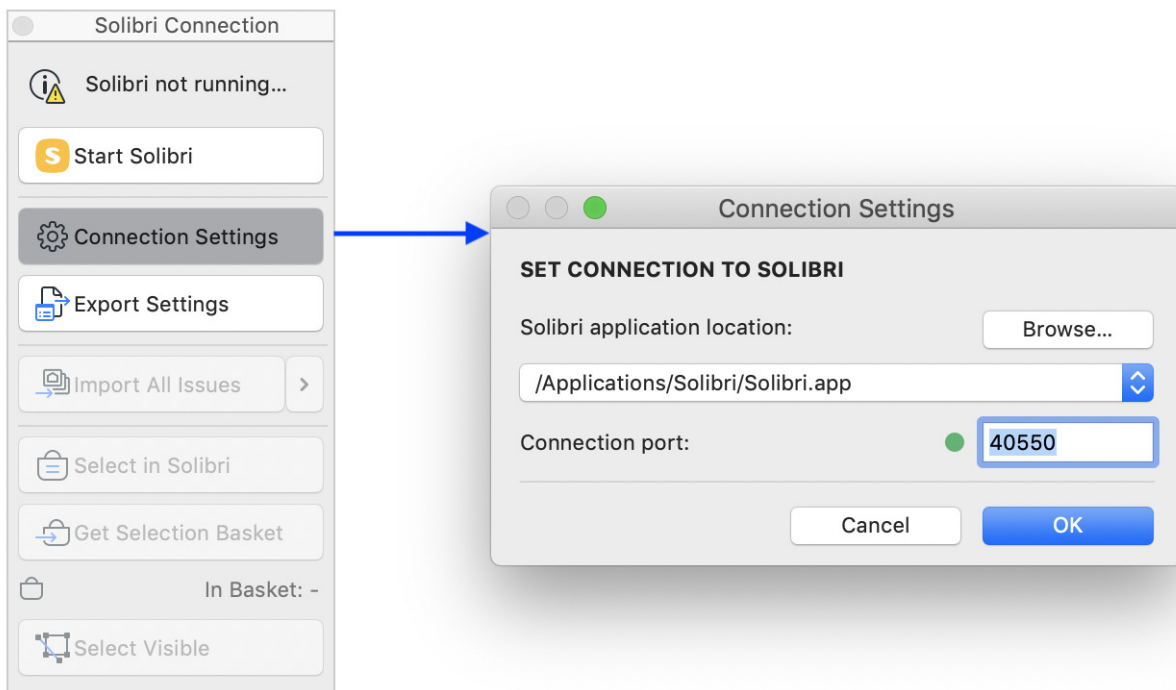 Solibri Connection
Solibri not running...
S
Start Solibri
Connection Settings
Export Settings
Import All Issues
Select in Solibri
Get Selection Basket
In Basket: -
Select Visible
Connection Settings
SET CONNECTION TO SOLIBRI
Solibri application location:
Browse...
/Applications/Solibri/Solibri.app
Connection port:
40550
Cancel
OK